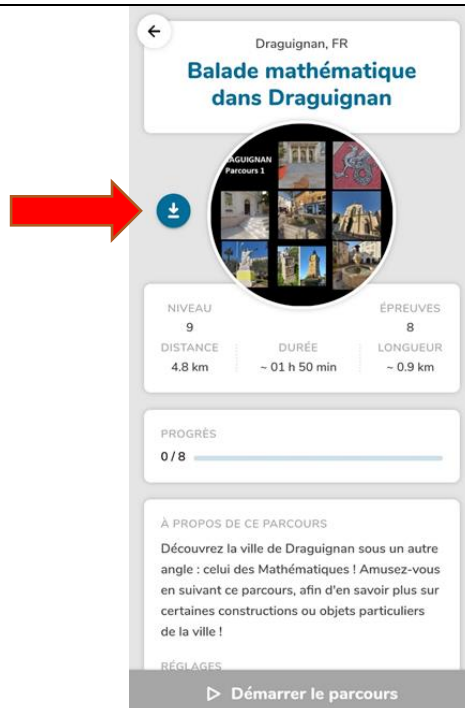 Draguignan, FR
Balade mathématique
dans Draguignan
AGUIGNAN
Parcours 1
NIVEAU
9
ÉPREUVES
8
DISTANCE
4.8 km
DURÉE
~ 01 h 50 min
LONGUEUR
~ 0.9 km
PROGRÈS
0 / 8
À PROPOS DE CE PARCOURS
Découvrez la ville de Draguignan sous un autre
angle : celui des Mathématiques ! Amusez-vous
en suivant ce parcours, afin d'en savoir plus sur
certaines constructions ou objets particuliers
de la ville !
RÉGLAGES
Démarrer le parcours